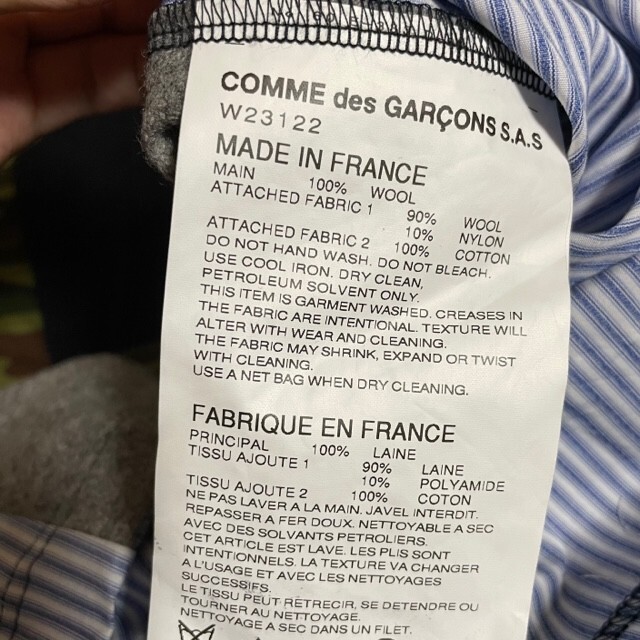 COMME des GARÇONS S.A.S
W23122
MADE IN FRANCE
MAIN 100% WOOL
ATTACHED FABRIC 1 90% WOOL
10% NYLON
ATTACHED FABRIC 2 100% COTTON
DO NOT HAND WASH. DO NOT BLEACH.
USE COOL IRON. DRY CLEAN,
PETROLEUM SOLVENT ONLY.
THIS ITEM IS GARMENT WASHED. CREASES IN
THE FABRIC ARE INTENTIONAL. TEXTURE WILL
ALTER WITH WEAR AND CLEANING.
THE FABRIC MAY SHRINK, EXPAND OR TWIST
WITH CLEANING.
USE A NET BAG WHEN DRY CLEANING.
FABRIQUE EN FRANCE
PRINCIPAL 100% LAINE
TISSU AJOUTE 1 90% LAINE
10% POLYAMIDE
TISSU AJOUTE 2 100% COTON
NE PAS LAVER A LA MAIN. JAVEL INTERDIT.
REPASSER A FER DOUX. NETTOYABLE A SEC
AVEC DES SOLVANTS PETROLIERS.
CET ARTICLE EST LAVE. LES PLIS SONT
INTENTIONNELS. LA TEXTURE VA CHANGER
A L'USAGE ET AVEC LES NETTOYAGES
SUCCESSIFS.
LE TISSU PEUT RETRECIR, SE DETENDRE OU
TOURNER AU NETTOYAGE.
NETTOYAGE A SEC DANS UN FILET.